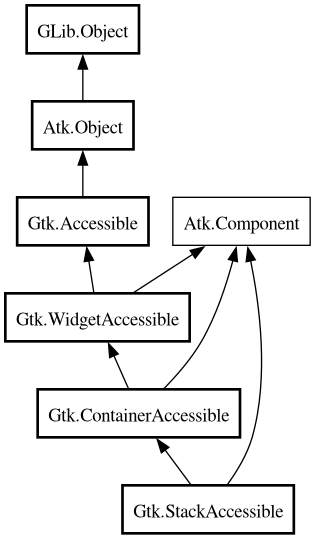 GLib.Object
Atk.Object
Gtk.Accessible
Atk.Component
Gtk.WidgetAccessible
Gtk.ContainerAccessible
Gtk.StackAccessible